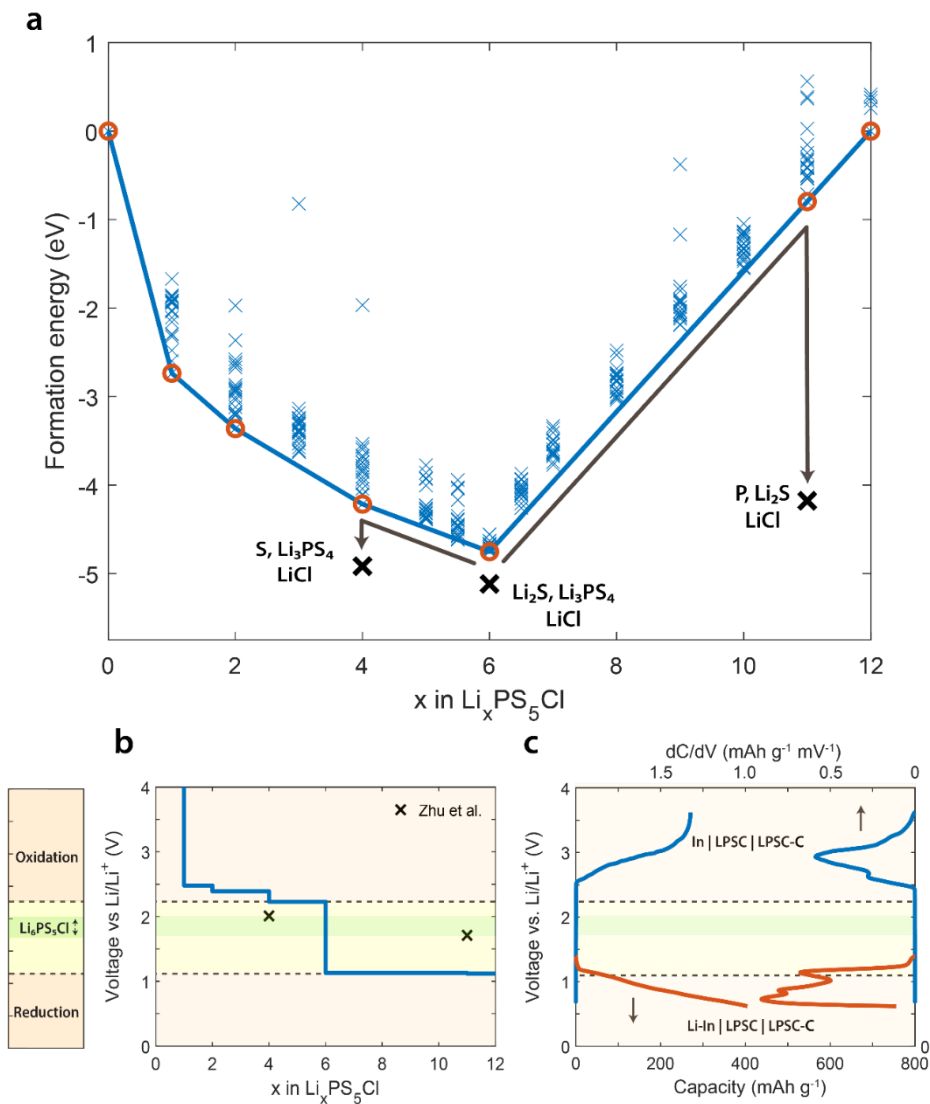 a
1
0
-1
-2
-3
-4
-5
Formation energy (eV)
S, Li₃PS₄
LiCl
Li₂S, Li₃PS₄
LiCl
P, Li₂S
LiCl
0
2
4
6
8
10
12
x in LiₓPS₅Cl
Oxidation
Li₆PS₅Cl
Reduction
b
4
3
2
1
0
Voltage vs Li/Li⁺ (V)
Zhu et al.
0
2
4
6
8
10
12
x in LiₓPS₅Cl
c
dC/dV (mAh g⁻¹ mV⁻¹)
1.5
1.0
0.5
0
4
3
2
1
0
Voltage vs. Li/Li⁺ (V)
In | LPSC | LPSC-C
Li-In | LPSC | LPSC-C
0
200
400
600
800
0
Capacity (mAh g⁻¹)